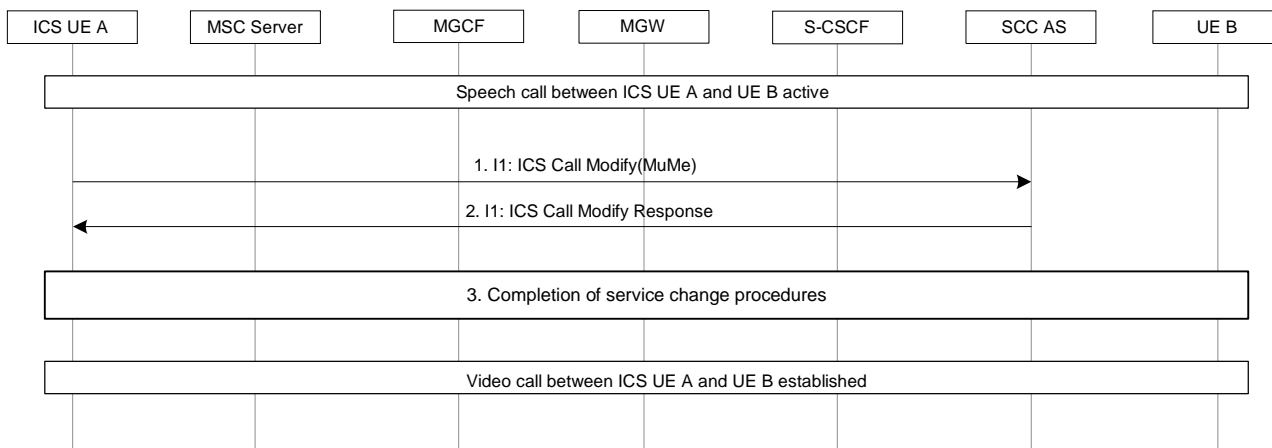 ICS UE A
MSC Server
MGCF
MGW
S-CSCF
SCC AS
UE B
Speech call between ICS UE A and UE B active
1. I1: ICS Call Modify(MuMe)
2. I1: ICS Call Modify Response
3. Completion of service change procedures
Video call between ICS UE A and UE B established